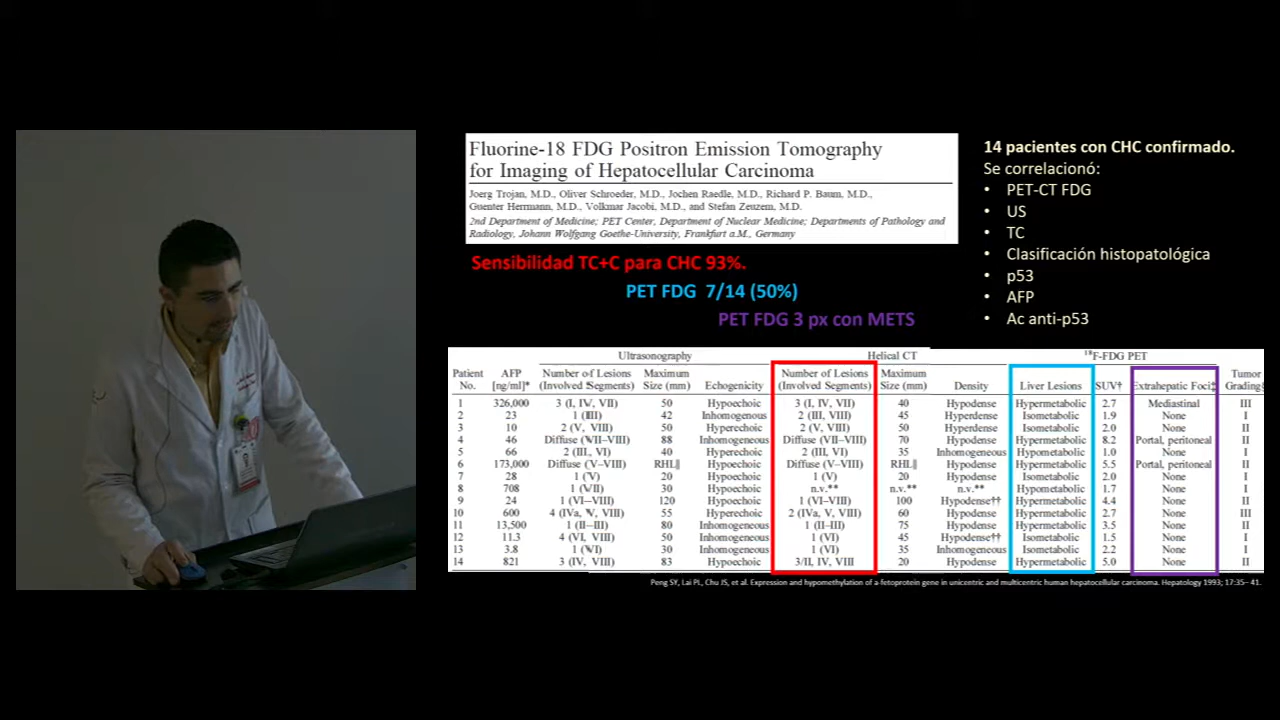 Fluorine-18 FDG Positron Emission Tomography
for Imaging of Hepatocellular Carcinoma
Joerg Trojan, M.D., Oliver Schroeder, M.D., Jochen Raedle, M.D., Richard P. Baum, M.D.,
Guenter Herrmann, M.D., Volkmar Jacobi, M.D., and Stefan Zeuzem, M.D.
2nd Department of Medicine; PET Center, Department of Nuclear Medicine; Departments of Pathology and
Radiology, Johann Wolfgang Goethe-University, Frankfurt a.M., Germany
Sensibilidad TC+C para CHC 93%.
PET FDG 7/14 (50%)
PET FDG 3 px con METS
14 pacientes con CHC confirmado.
Se correlacionó:
• PET-CT FDG
• US
• TC
• Clasificación histopatológica
• p53
• AFP
• Ac anti-p53
Ultrasonography Helical CT ¹⁸F-FDG PET
Patient AFP Number of Lesions Maximum Number of Lesions Maximum Tumor
No. [ng/ml]* (Involved Segments) Size (mm) Echogenicity (Involved Segments) Size (mm) Density Liver Lesions SUV† Extrahepatic Foci‡ Grading§
1 326,000 3 (I, IV, VII) 50 Hypoechoic 3 (I, IV, VII) 40 Hypodense Hypermetabolic 2.7 Mediastinal III
2 23 1 (III) 42 Inhomogenous 2 (III, VIII) 45 Hyperdense Isometabolic 1.9 None I
3 10 2 (V, VIII) 50 Hyperechoic 2 (V, VIII) 50 Hyperdense Isometabolic 2.0 None II
4 46 Diffuse (VII–VIII) 88 Inhomogeneous Diffuse (VII–VIII) 70 Hypodense Hypermetabolic 8.2 Portal, peritoneal II
5 66 2 (III, VI) 40 Hyperechoic 2 (III, VI) 35 Inhomogeneous Hypometabolic 1.0 None I
6 173,000 Diffuse (V–VIII) RHL‖ Hypoechoic Diffuse (V–VIII) RHL‖ Hypodense Hypermetabolic 5.5 Portal, peritoneal II
7 28 1 (V) 20 Hypoechoic 1 (V) 20 Hypodense Isometabolic 2.0 None I
8 708 1 (VII) 30 Hypoechoic n.v.** n.v.** n.v.** Hypometabolic 1.7 None I
9 24 1 (VI–VIII) 120 Hypoechoic 1 (VI–VIII) 100 Hypodense†† Hypermetabolic 4.4 None II
10 600 4 (IVa, V, VIII) 55 Hyperechoic 2 (IVa, V, VIII) 60 Hypodense Hypermetabolic 2.7 None III
11 13,500 1 (II–III) 80 Inhomogeneous 1 (II–III) 75 Hypodense Hypermetabolic 3.5 None II
12 11.3 4 (VI, VIII) 50 Inhomogeneous 1 (VI) 45 Hypodense†† Isometabolic 1.5 None I
13 3.8 1 (VI) 30 Inhomogeneous 1 (VI) 35 Inhomogeneous Isometabolic 2.2 None I
14 821 3 (IV, VIII) 83 Hypoechoic 3/II, IV, VIII 20 Hypodense Hypermetabolic 5.0 None II
Peng SY, Lai PL, Chu JS, et al. Expression and hypomethylation of a-fetoprotein gene in unicentric and multicentric human hepatocellular carcinoma. Hepatology 1993; 17:35– 41.